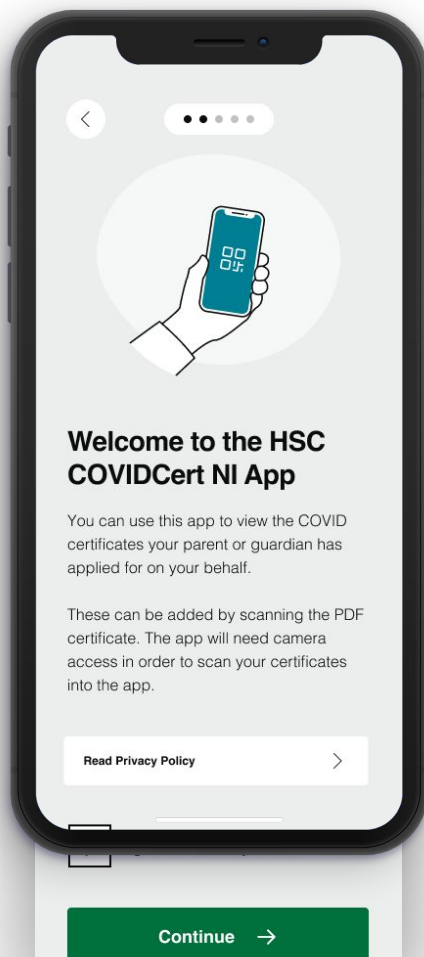 Welcome to the HSC
COVIDCert NI App
You can use this app to view the COVID
certificates your parent or guardian has
applied for on your behalf.
These can be added by scanning the PDF
certificate. The app will need camera
access in order to scan your certificates
into the app.
Read Privacy Policy
Continue